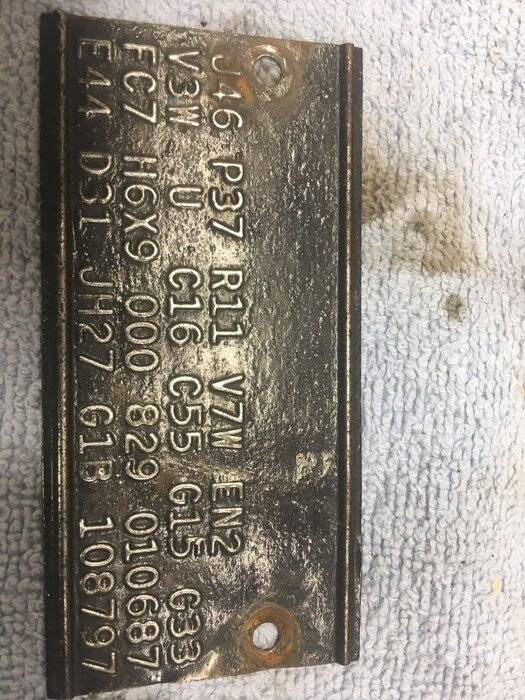 J46 P37 R11 V7W EN2
V3W U C16 C55 G15 G33
FC7 H6X9 000 829 010687
E44 D31 JH27 G1B 108797